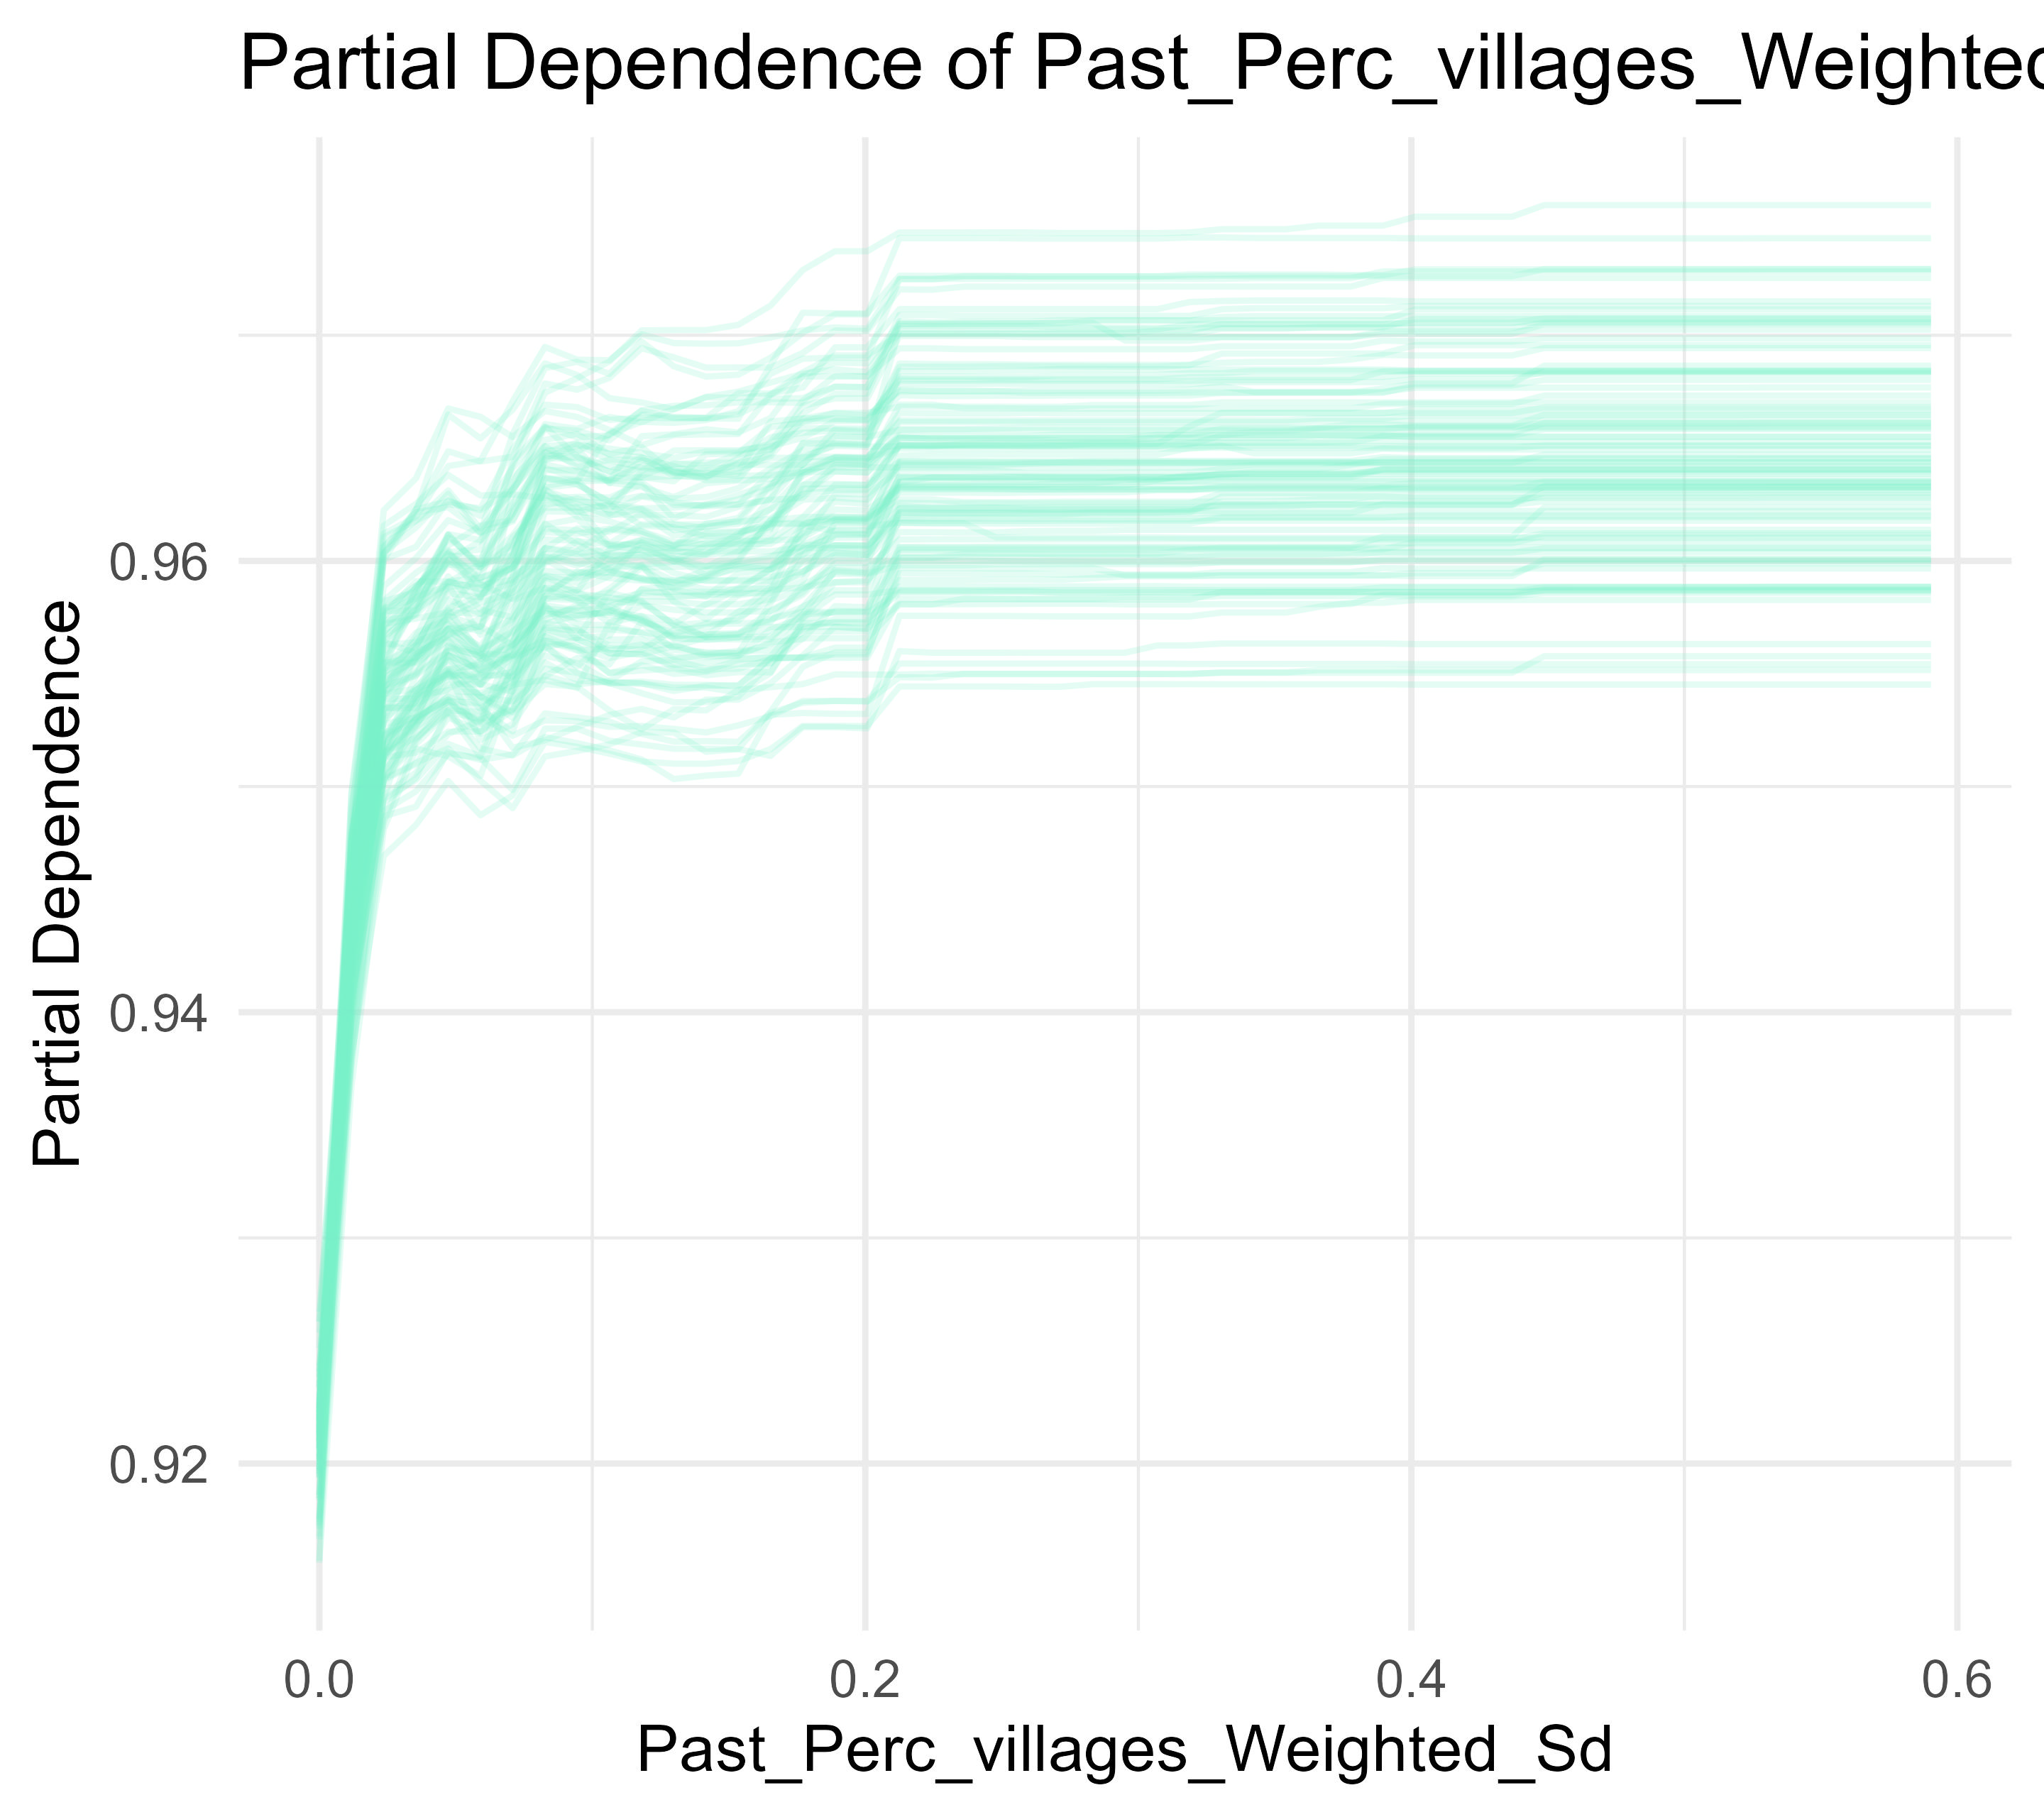 Partial Dependence of Past_Perc_villages_Weighted
Partial Dependence
0.96
0.94
0.92
0.0 0.2 0.4 0.6
Past_Perc_villages_Weighted_Sd